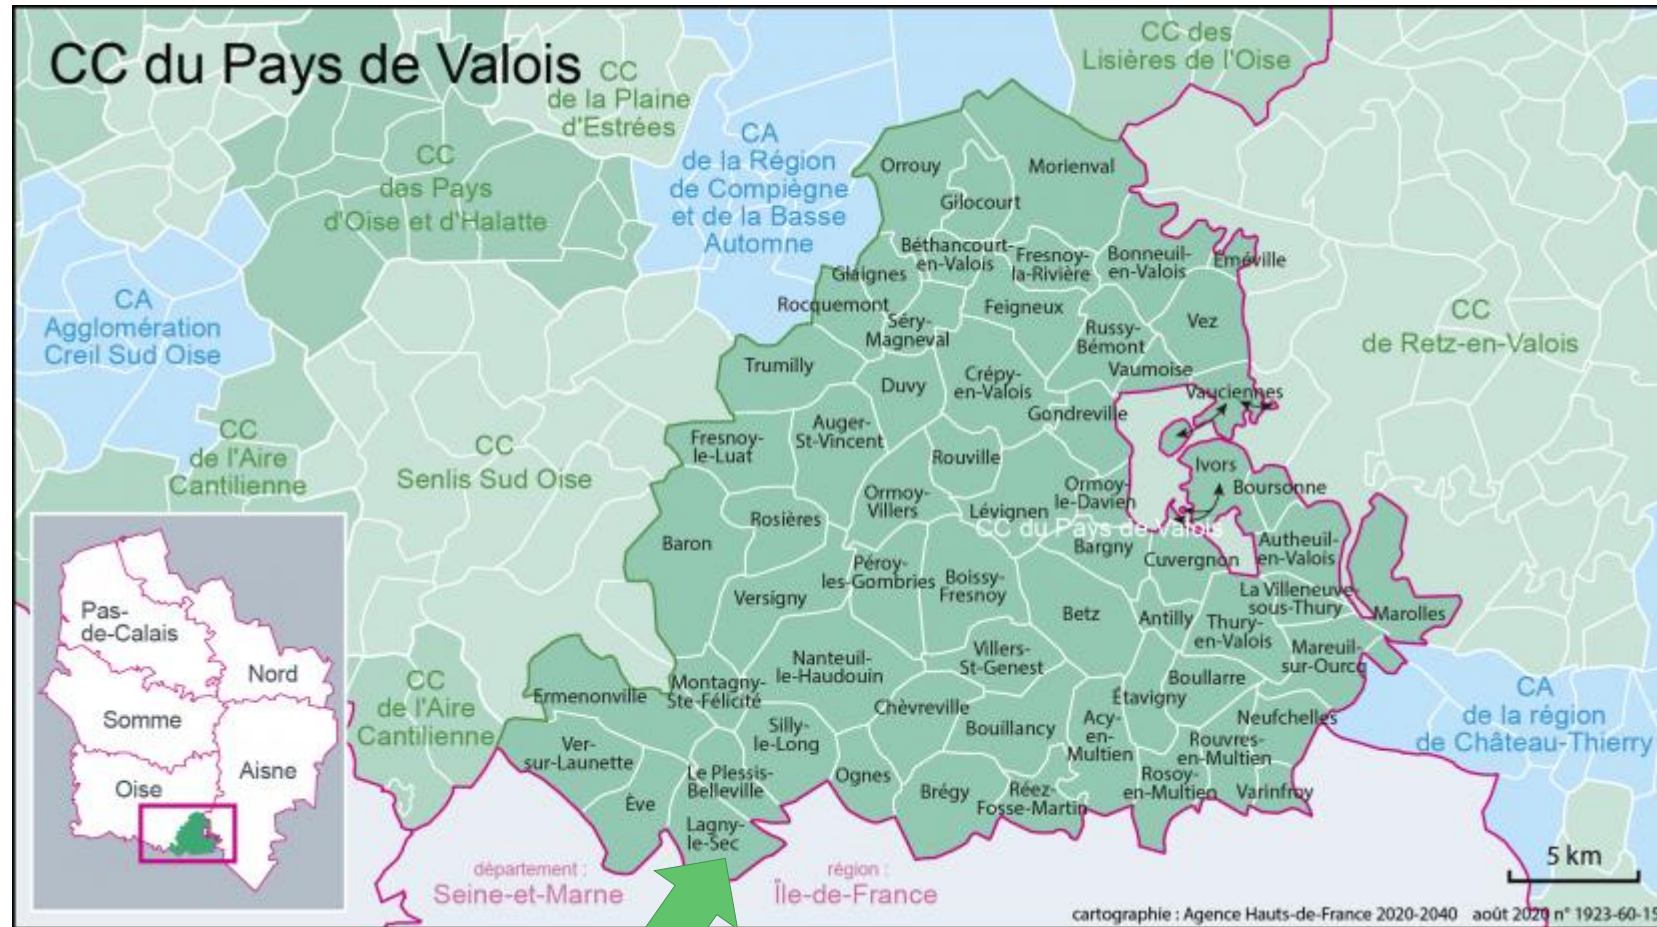 CC du Pays de Valois
CC
de la Plaine
d'Estrées
CC des
Lisières de l'Oise
CC
des Pays
d'Oise et d'Halatte
CA
de la Région
de Compiègne
et de la Basse
Automne
CA
Agglomération
Creil Sud Oise
CC
de l'Aire
Cantilienne
CC
Senlis Sud Oise
CC
de Retz-en-Valois
Orrouy
Morienval
Gilocourt
Béthancourt-
en-Valois
Fresnoy-
la-Rivière
Bonneuil-
en-Valois
Éméville
Glaignes
Rocquemont
Séry-
Magneval
Feigneux
Russy-
Bémont
Vez
Trumilly
Duvy
Crépy-
en-Valois
Vaumoise
Vauciennes
Gondreville
Auger-
St-Vincent
Fresnoy-
le-Luat
Rouville
Ivors
Boursonne
Ormoy-
le-Davien
Ormoy-
Villers
Lévignen
Rosières
CC du Pays de Valois
Baron
Bargny
Cuvergnon
Autheuil-
en-Valois
Péroy-
les-Gombries
Boissy-
Fresnoy
Versigny
Betz
Antilly
La Villeneuve-
sous-Thury
Thury-
en-Valois
Marolles
Mareuil-
sur-Ourcq
Villers-
St-Genest
Nanteuil-
le-Haudouin
Boullarre
Étavigny
Ermenonville
Montagny-
Ste-Félicité
Chèvreville
Bouillancy
Acy-
en-
Multien
Neufchelles
Rouvres-
en-Multien
Silly-
le-Long
Ver-
sur-Launette
Le Plessis-
Belleville
Ève
Ognes
Brégy
Réez-
Fosse-Martin
Rosoy-
en-Multien
Varinfroy
Lagny-
le-Sec
CC
de l'Aire
Cantilienne
CA
de la région
de Château-Thierry
Pas-
de-Calais
Nord
Somme
Aisne
Oise
département :
Seine-et-Marne
région :
Île-de-France
5 km
cartographie : Agence Hauts-de-France 2020-2040 août 2020 n° 1923-60-15